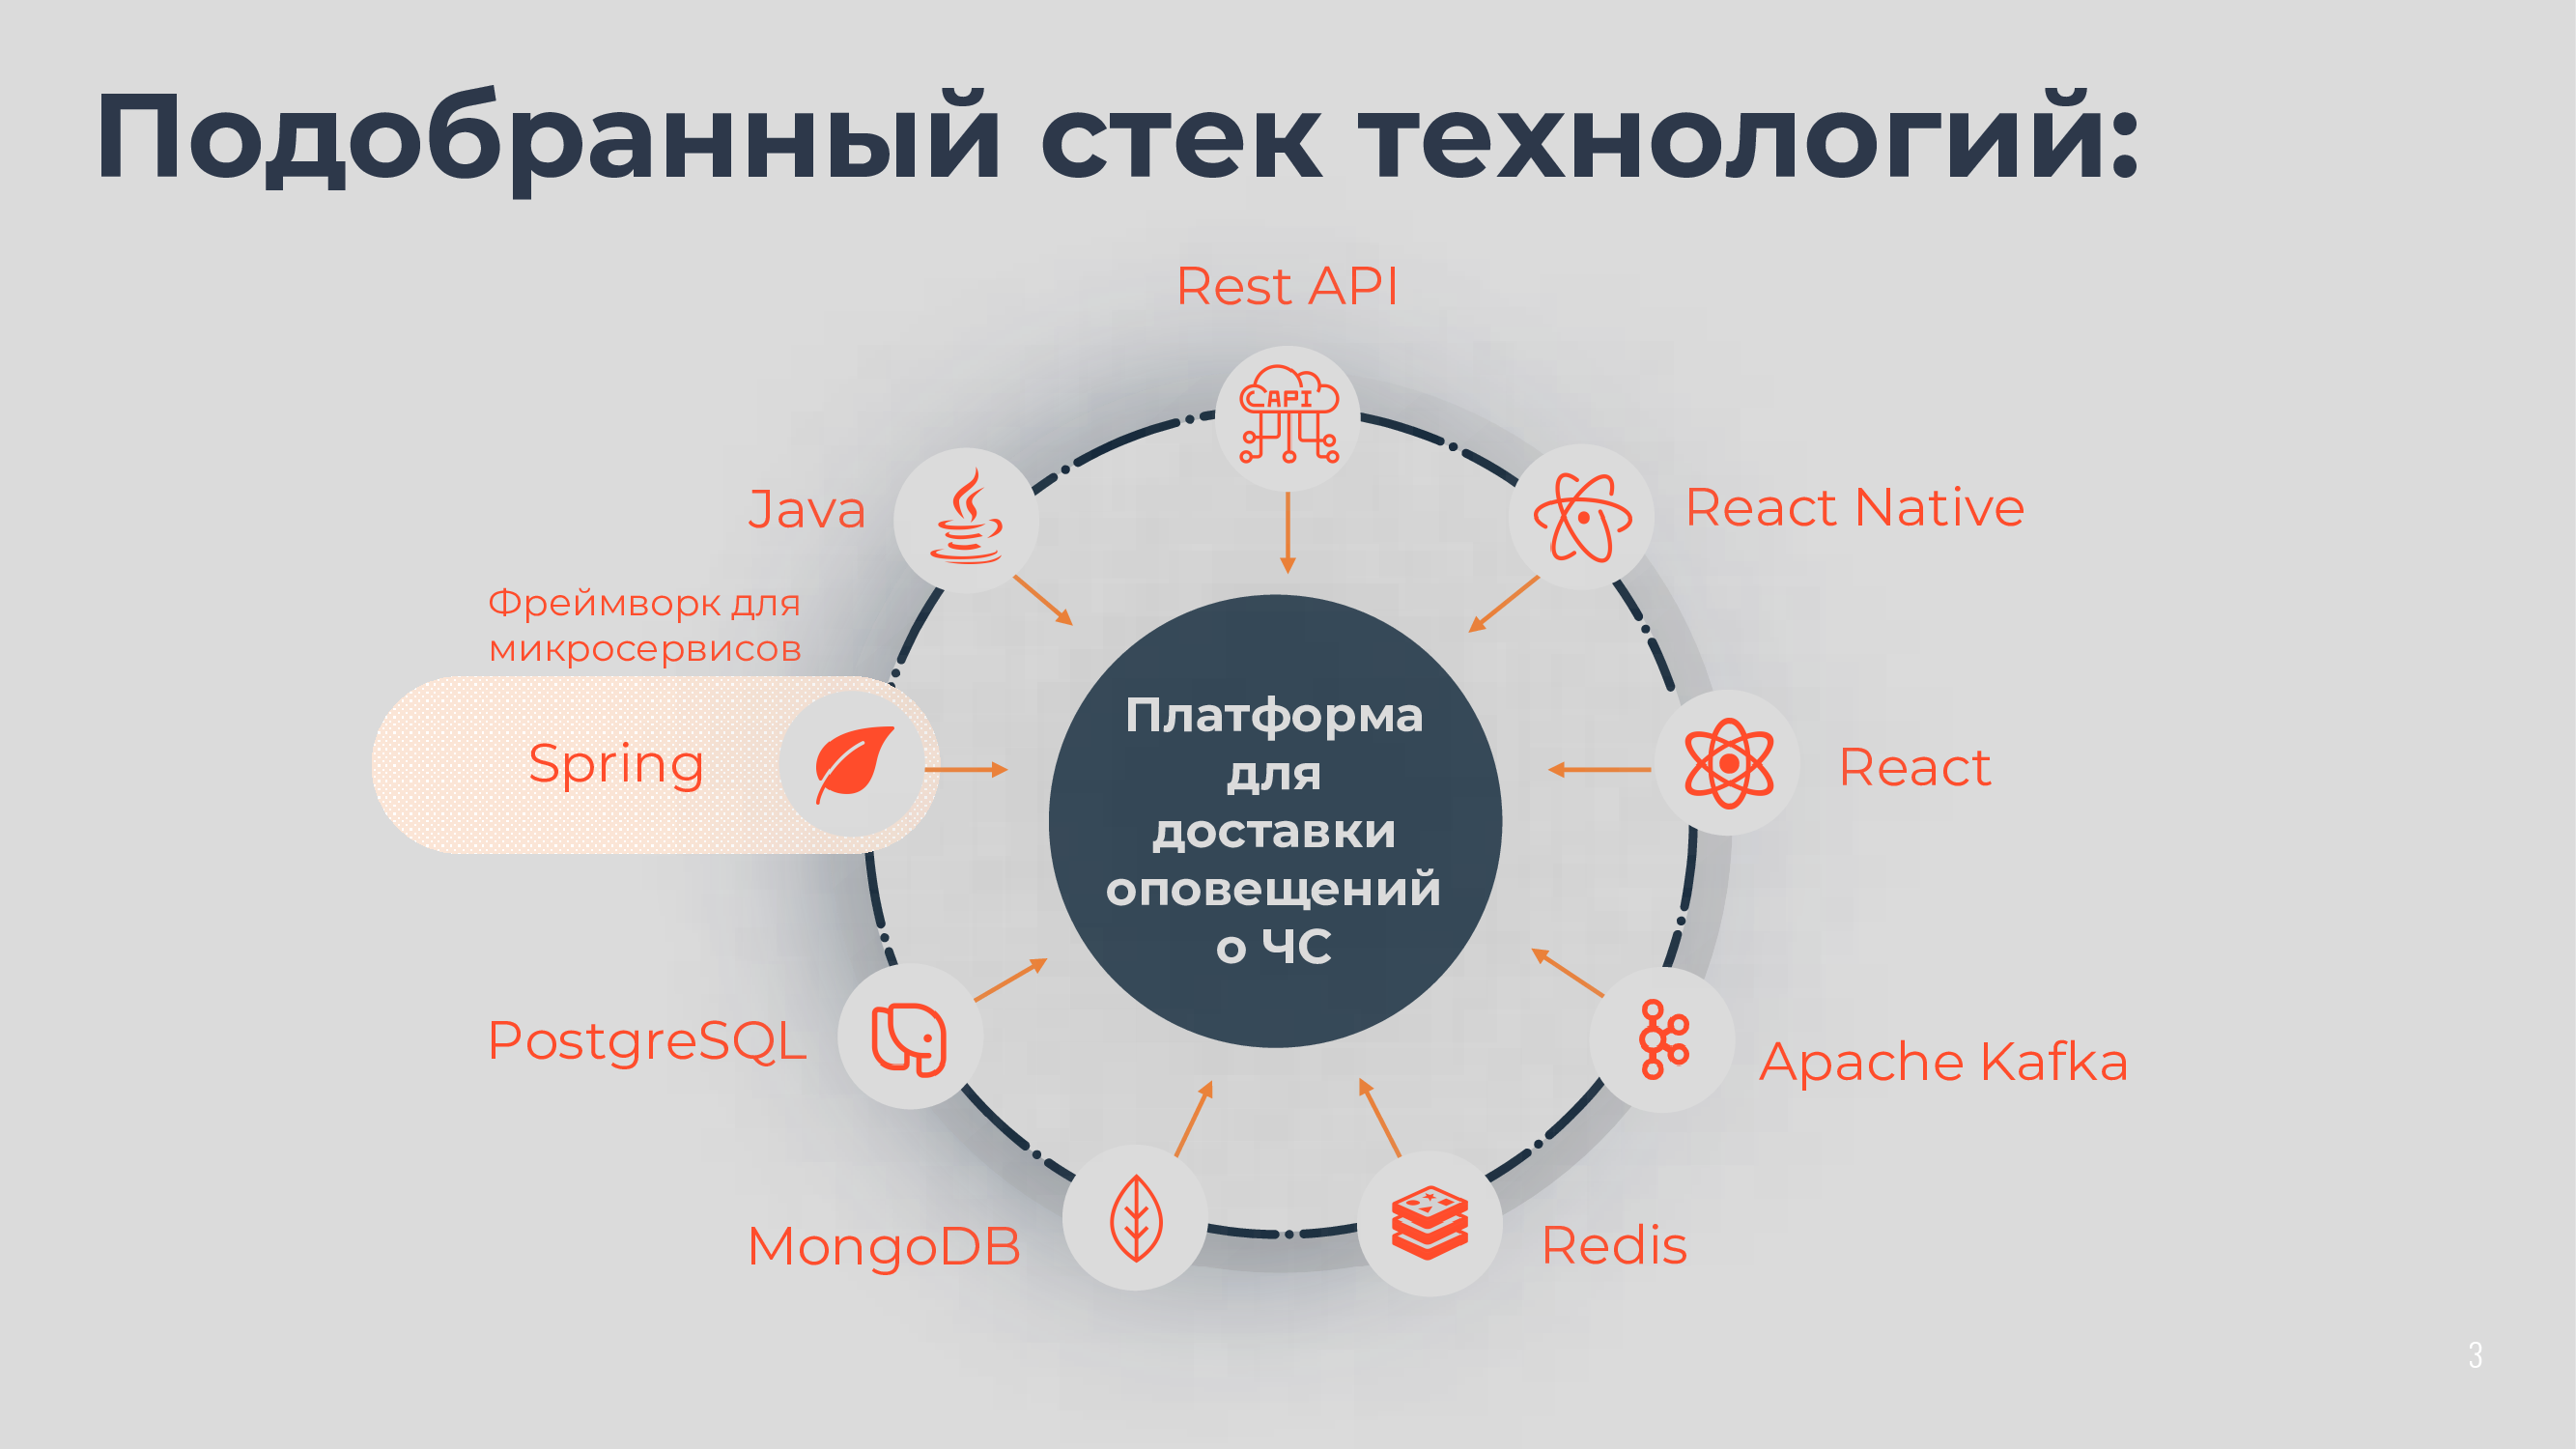 Подобранный стек технологий:
Rest API
API
Java
React Native
Фреймворк для
микросервисов
Spring
React
Платформа
для
доставки
оповещений
о ЧС
PostgreSQL
Apache Kafka
MongoDB
Redis
3